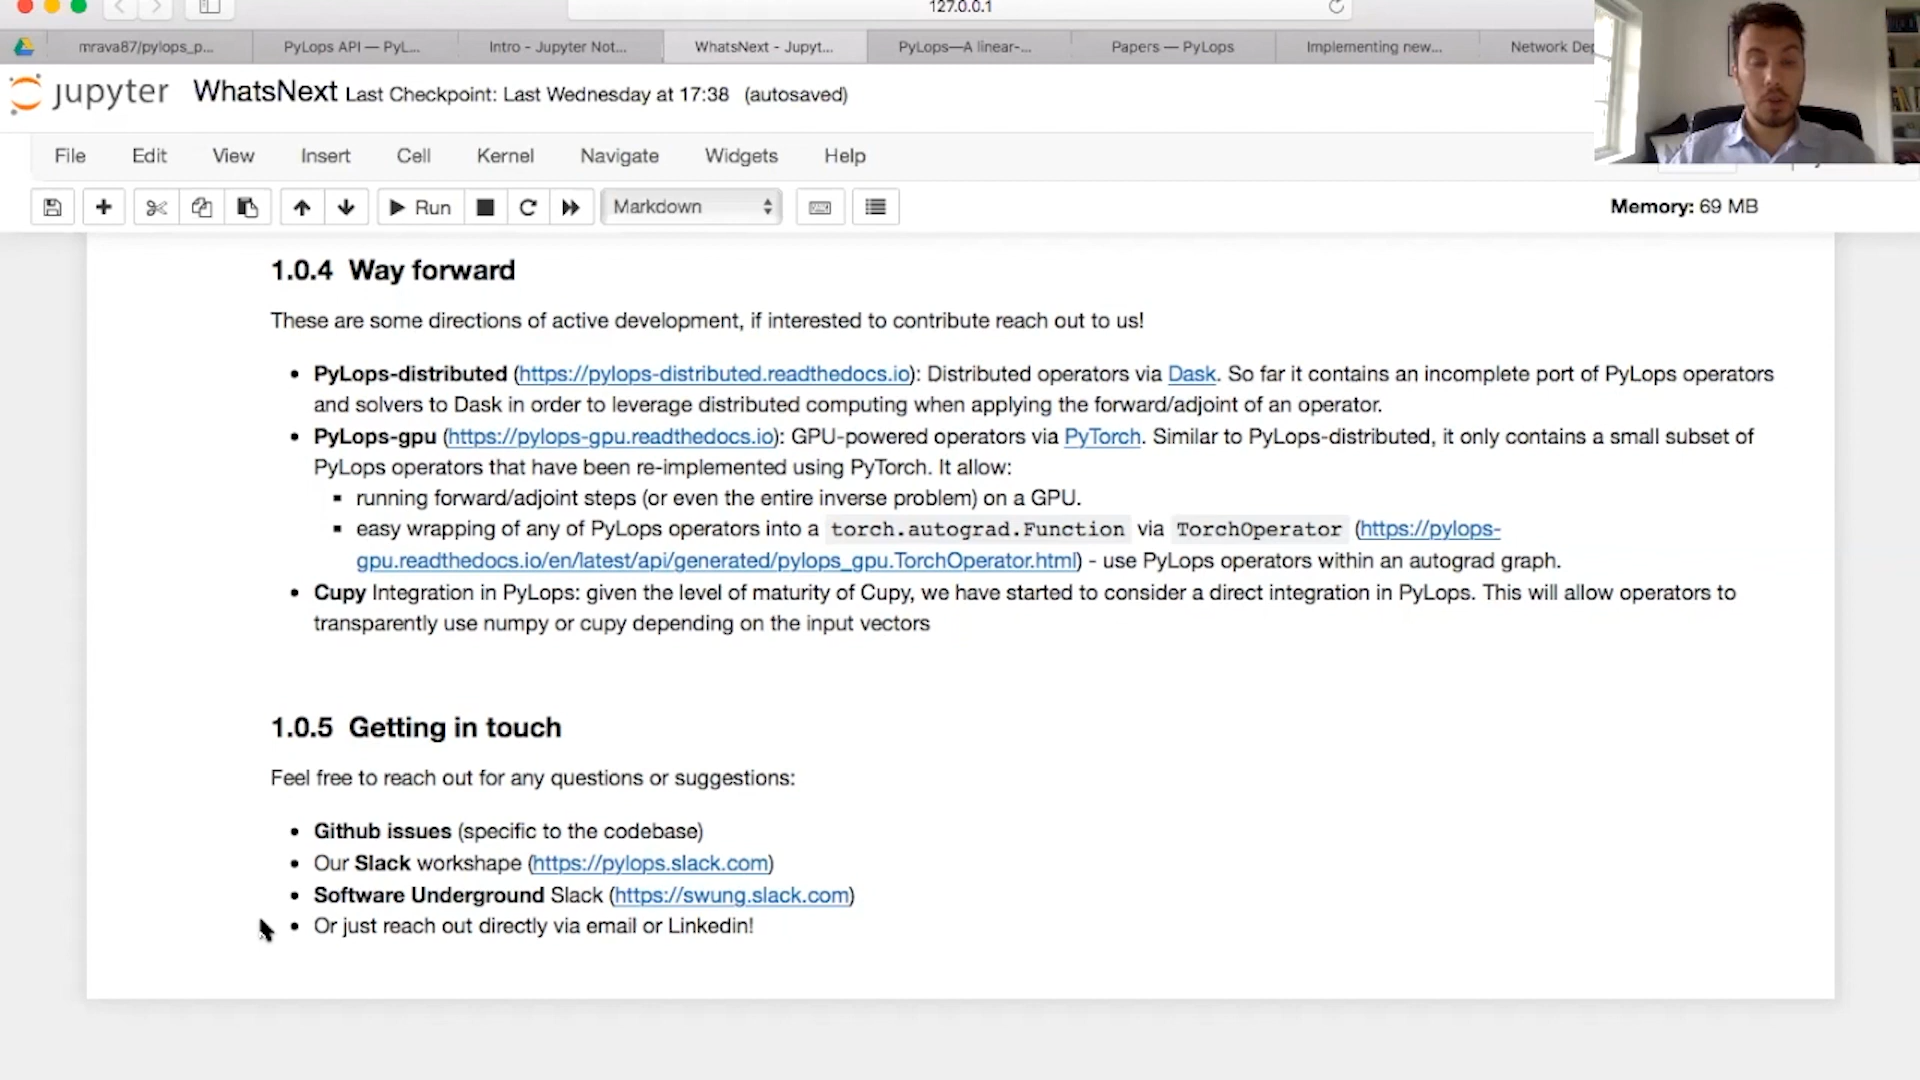 127.0.0.1
mrava87/pylops_p... PyLops API — PyL... Intro - Jupyter Not... WhatsNext - Jupyt... PyLops—A linear-... Papers — PyLops Implementing new... Network Dep
jupyter WhatsNext Last Checkpoint: Last Wednesday at 17:38 (autosaved)
File Edit View Insert Cell Kernel Navigate Widgets Help
Run Markdown Memory: 69 MB
1.0.4 Way forward
These are some directions of active development, if interested to contribute reach out to us!
• PyLops-distributed (https://pylops-distributed.readthedocs.io): Distributed operators via Dask. So far it contains an incomplete port of PyLops operators
and solvers to Dask in order to leverage distributed computing when applying the forward/adjoint of an operator.
• PyLops-gpu (https://pylops-gpu.readthedocs.io): GPU-powered operators via PyTorch. Similar to PyLops-distributed, it only contains a small subset of
PyLops operators that have been re-implemented using PyTorch. It allow:
▪ running forward/adjoint steps (or even the entire inverse problem) on a GPU.
▪ easy wrapping of any of PyLops operators into a torch.autograd.Function via TorchOperator (https://pylops-
gpu.readthedocs.io/en/latest/api/generated/pylops_gpu.TorchOperator.html) - use PyLops operators within an autograd graph.
• Cupy Integration in PyLops: given the level of maturity of Cupy, we have started to consider a direct integration in PyLops. This will allow operators to
transparently use numpy or cupy depending on the input vectors
1.0.5 Getting in touch
Feel free to reach out for any questions or suggestions:
• Github issues (specific to the codebase)
• Our Slack workshape (https://pylops.slack.com)
• Software Underground Slack (https://swung.slack.com)
• Or just reach out directly via email or Linkedin!